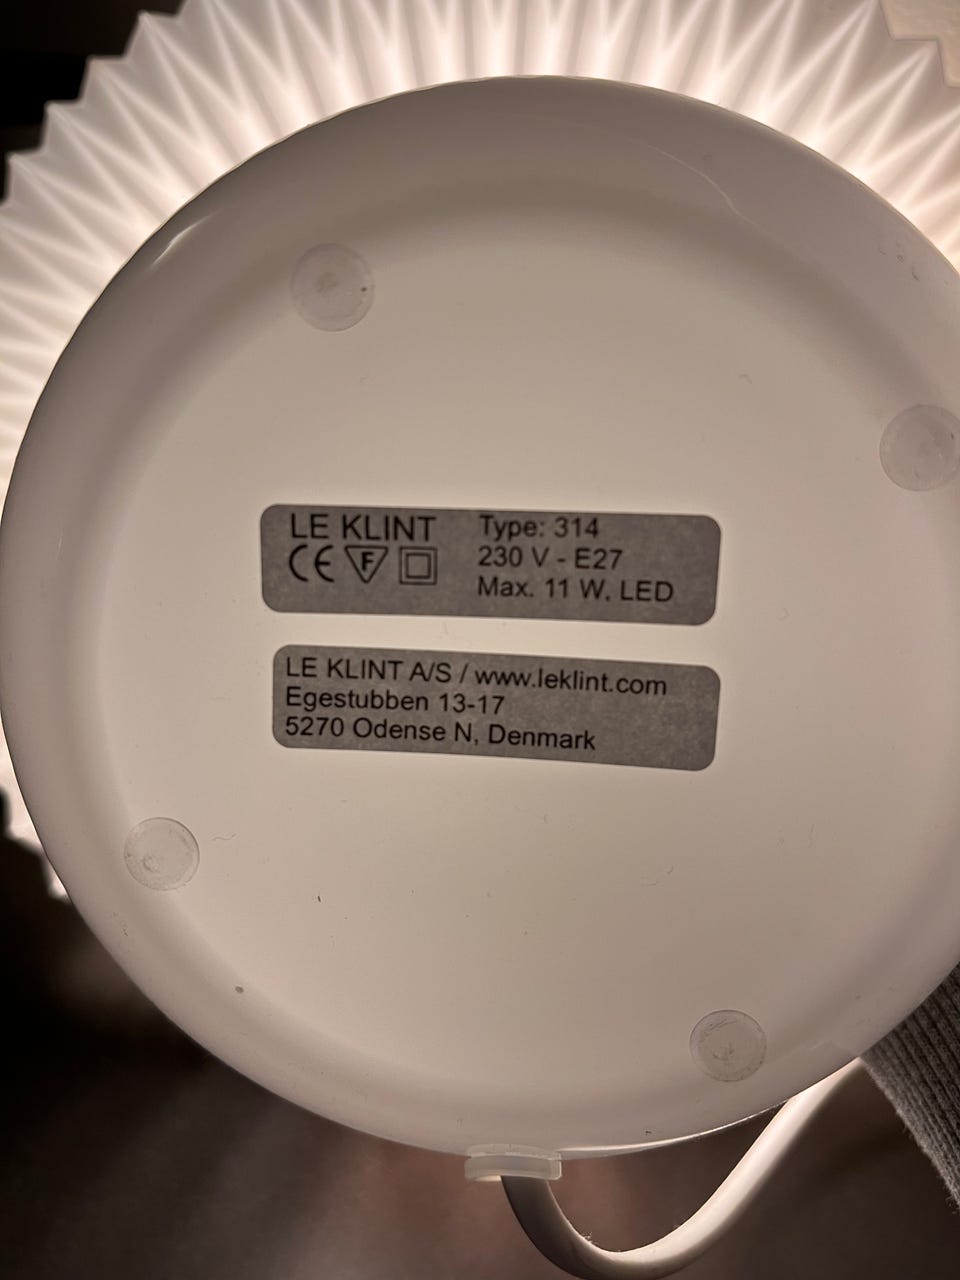 LE KLINT
CE F
Type: 314
230 V - E27
Max. 11 W. LED
LE KLINT A/S / www.leklint.com
Egestubben 13-17
5270 Odense N, Denmark